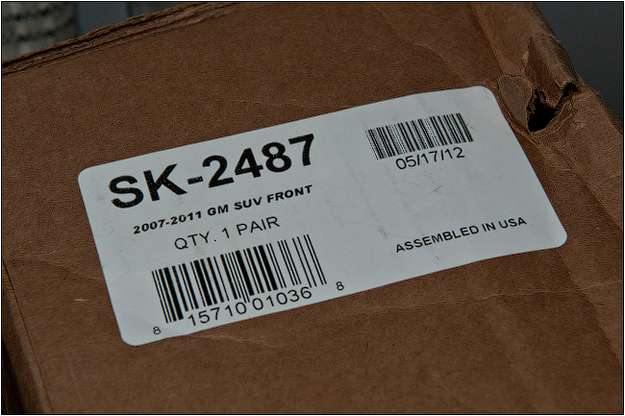 SK-2487
2007-2011 GM SUV FRONT
QTY. 1 PAIR
8 15710 01036 8
05/17/12
ASSEMBLED IN USA